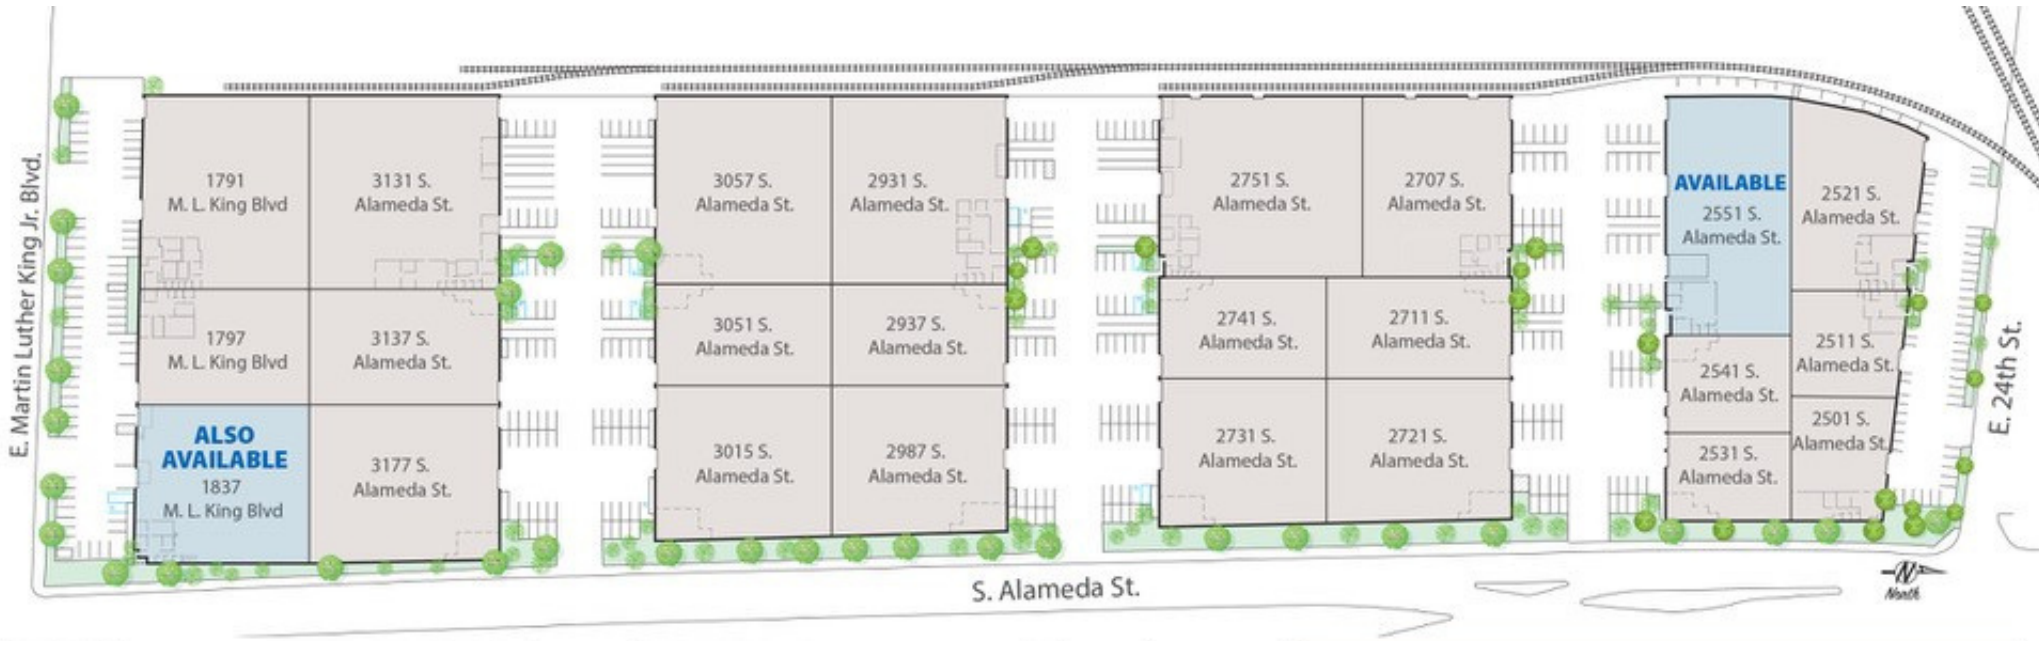 E. Martin Luther King Jr. Blvd.
1791
M. L. King Blvd
3131 S.
Alameda St.
1797
M. L. King Blvd
3137 S.
Alameda St.
ALSO
AVAILABLE
1837
M. L. King Blvd
3177 S.
Alameda St.
3057 S.
Alameda St.
2931 S.
Alameda St.
3051 S.
Alameda St.
2937 S.
Alameda St.
3015 S.
Alameda St.
2987 S.
Alameda St.
2751 S.
Alameda St.
2707 S.
Alameda St.
2741 S.
Alameda St.
2711 S.
Alameda St.
2731 S.
Alameda St.
2721 S.
Alameda St.
AVAILABLE
2551 S.
Alameda St.
2521 S.
Alameda St.
2541 S.
Alameda St.
2511 S.
Alameda St.
2531 S.
Alameda St.
2501 S.
Alameda St.
E. 24th St.
S. Alameda St.
N
North